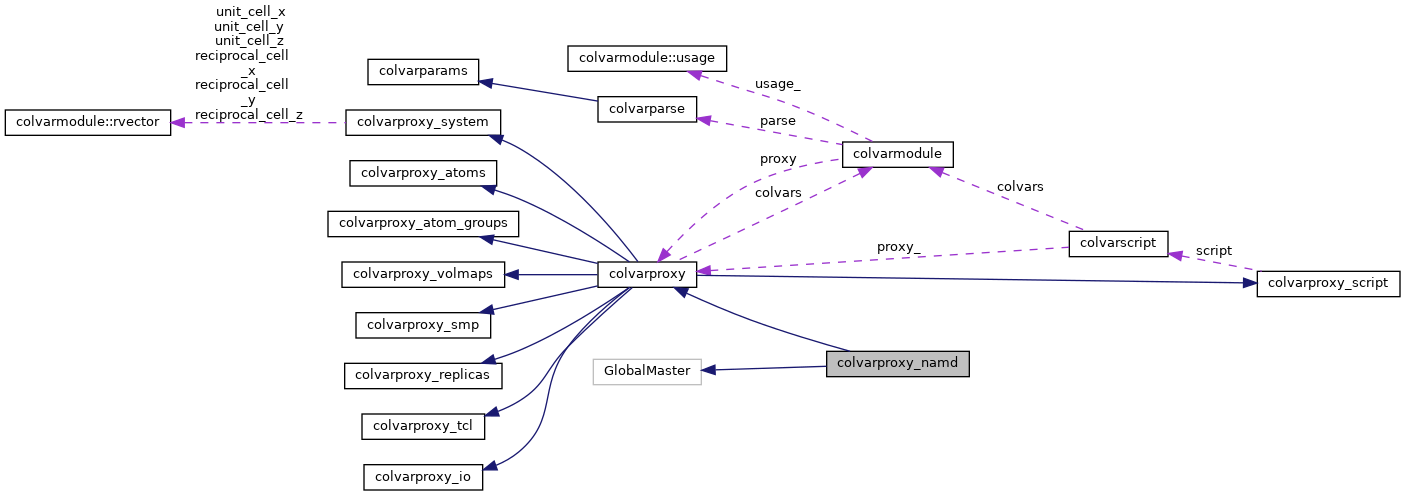 unit_cell_x
unit_cell_y
unit_cell_z
reciprocal_cell
_x
reciprocal_cell
_y
reciprocal_cell_z
colvarmodule::rvector
colvarparams
colvarproxy_system
colvarproxy_atoms
colvarproxy_atom_groups
colvarproxy_volmaps
colvarproxy_smp
colvarproxy_replicas
colvarproxy_tcl
colvarproxy_io
colvarmodule::usage
colvarparse
colvarproxy
GlobalMaster
usage_
parse
proxy
colvars
colvarmodule
proxy_
colvarproxy_namd
colvars
colvarscript
script
colvarproxy_script